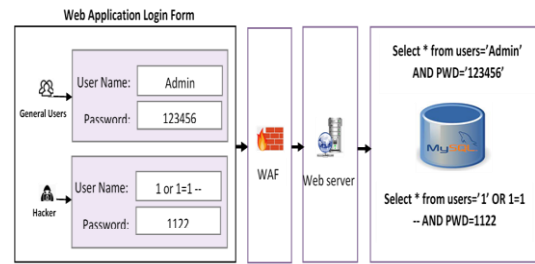 Web Application Login Form
General Users
User Name:
Admin
Password:
123456
Hacker
User Name:
1 or 1=1 --
Password:
1122
WAF
Web server
Select * from users='Admin'
AND PWD='123456'
MySQL
Select * from users='1' OR 1=1
-- AND PWD=1122